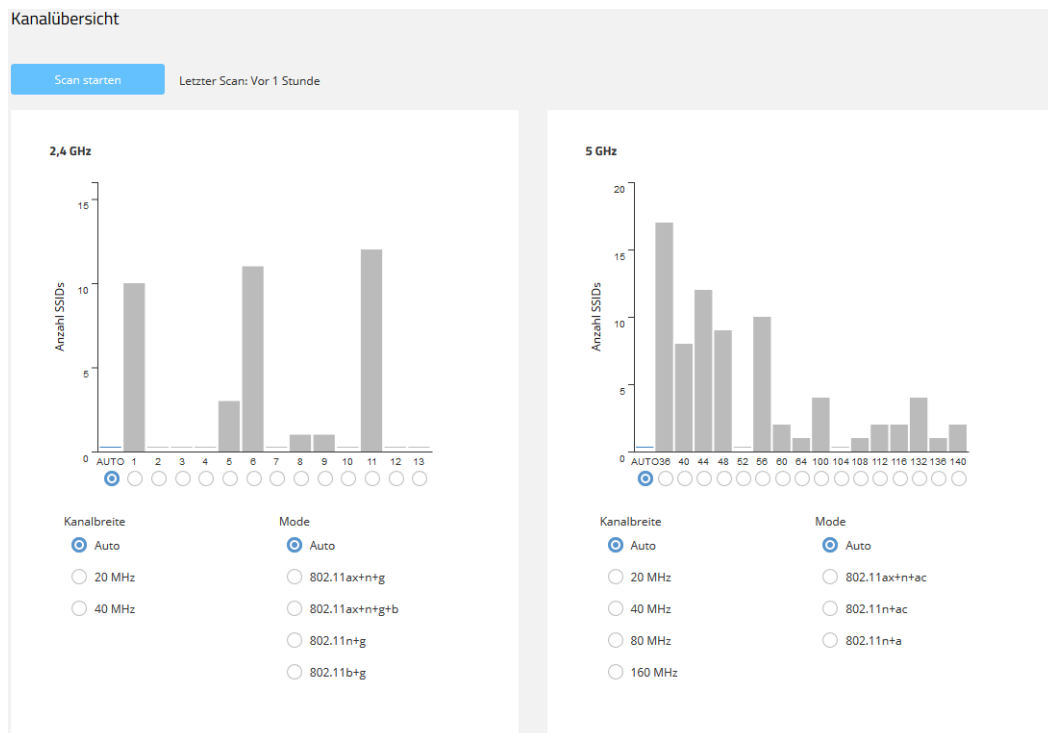 Kanalübersicht
Scan starten
Letzter Scan: Vor 1 Stunde
2,4 GHz
15
10
5
0
Anzahl SSIDs
AUTO 1 2 3 4 5 6 7 8 9 10 11 12 13
Kanalbreite
Auto
20 MHz
40 MHz
Mode
Auto
802.11ax+n+g
802.11ax+n+g+b
802.11n+g
802.11b+g
5 GHz
20
15
10
5
0
Anzahl SSIDs
AUTO36 40 44 48 52 56 60 64 100 104 108 112 116 132 136 140
Kanalbreite
Auto
20 MHz
40 MHz
80 MHz
160 MHz
Mode
Auto
802.11ax+n+ac
802.11n+ac
802.11n+a